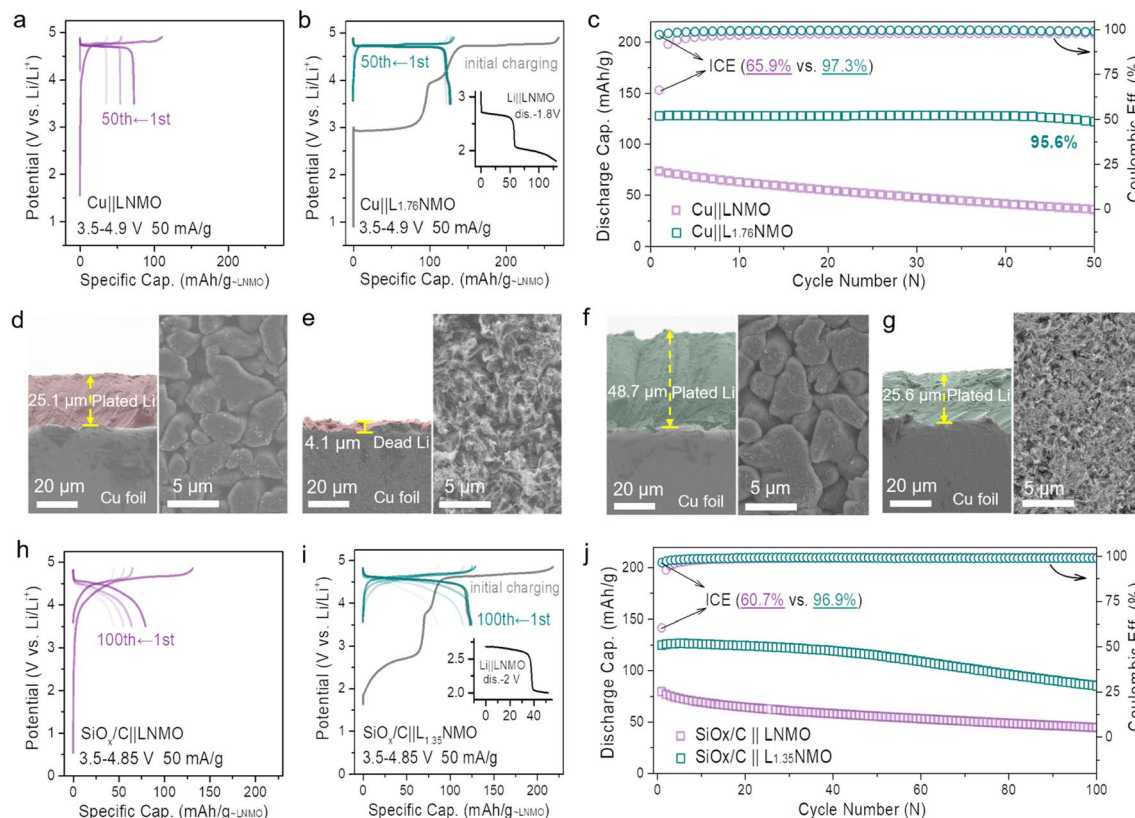 a
Potential (V vs. Li/Li⁺)
5
4
3
2
1
50th←1st
Cu||LNMO
3.5-4.9 V 50 mA/g
0 100 200
Specific Cap. (mAh/g~LNMO)
b
Potential (V vs. Li/Li⁺)
5
4
3
2
1
50th←1st
initial charging
Li||LNMO
dis.-1.8V
3
2
0 50 100
Cu||L1.76NMO
3.5-4.9 V 50 mA/g
0 100 200
Specific Cap. (mAh/g~LNMO)
c
Discharge Cap. (mAh/g)
200
150
100
50
0
ICE (65.9% vs. 97.3%)
95.6%
Cu||LNMO
Cu||L1.76NMO
0 10 20 30 40 50
Cycle Number (N)
100
75
50
25
0
Coulombic Eff. (%)
d
25.1 µm Plated Li
20 µm
Cu foil
5 µm
e
4.1 µm Dead Li
20 µm
Cu foil
5 µm
f
48.7 µm Plated Li
20 µm
Cu foil
5 µm
g
25.6 µm Plated Li
20 µm
Cu foil
5 µm
h
Potential (V vs. Li/Li⁺)
5
4
3
2
1
100th←1st
SiOₓ/C||LNMO
3.5-4.85 V 50 mA/g
0 50 100 150 200
Specific Cap. (mAh/g~LNMO)
i
Potential (V vs. Li/Li⁺)
5
4
3
2
1
initial charging
100th←1st
Li||LNMO
dis.-2 V
2.5
2.0
0 20 40
SiOₓ/C||L₁.₃₅NMO
3.5-4.85 V 50 mA/g
0 50 100 150 200
Specific Cap. (mAh/g~LNMO)
j
Discharge Cap. (mAh/g)
200
150
100
50
0
ICE (60.7% vs. 96.9%)
SiOx/C || LNMO
SiOx/C || L1.35NMO
0 20 40 60 80 100
Cycle Number (N)
100
75
50
25
0
Coulombic Eff. (%)